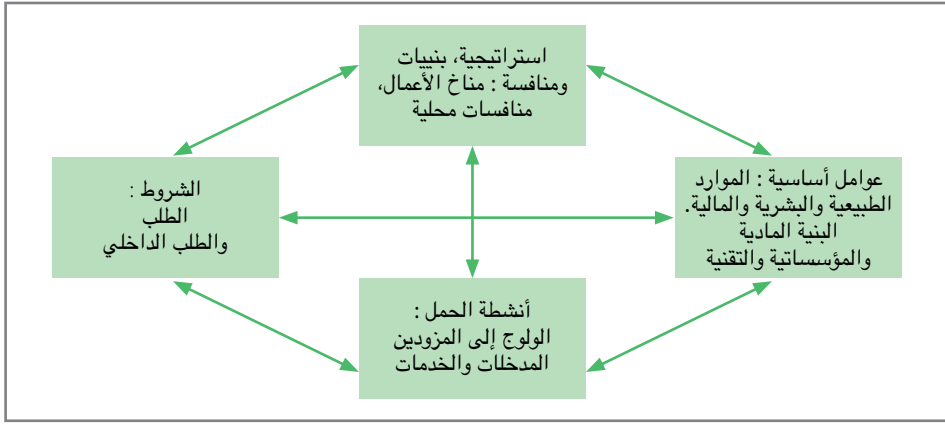 استراتيجية، بنييات
ومنافسة : مناخ الأعمال،
منافسات محلية
عوامل أساسية : الموارد
الطبيعية والبشرية والمالية.
البنية المادية
والمؤسساتية والتقنية
الشروط :
الطلب
والطلب الداخلي
أنشطة الحمل :
الولوج إلى المزودين
المدخلات والخدمات